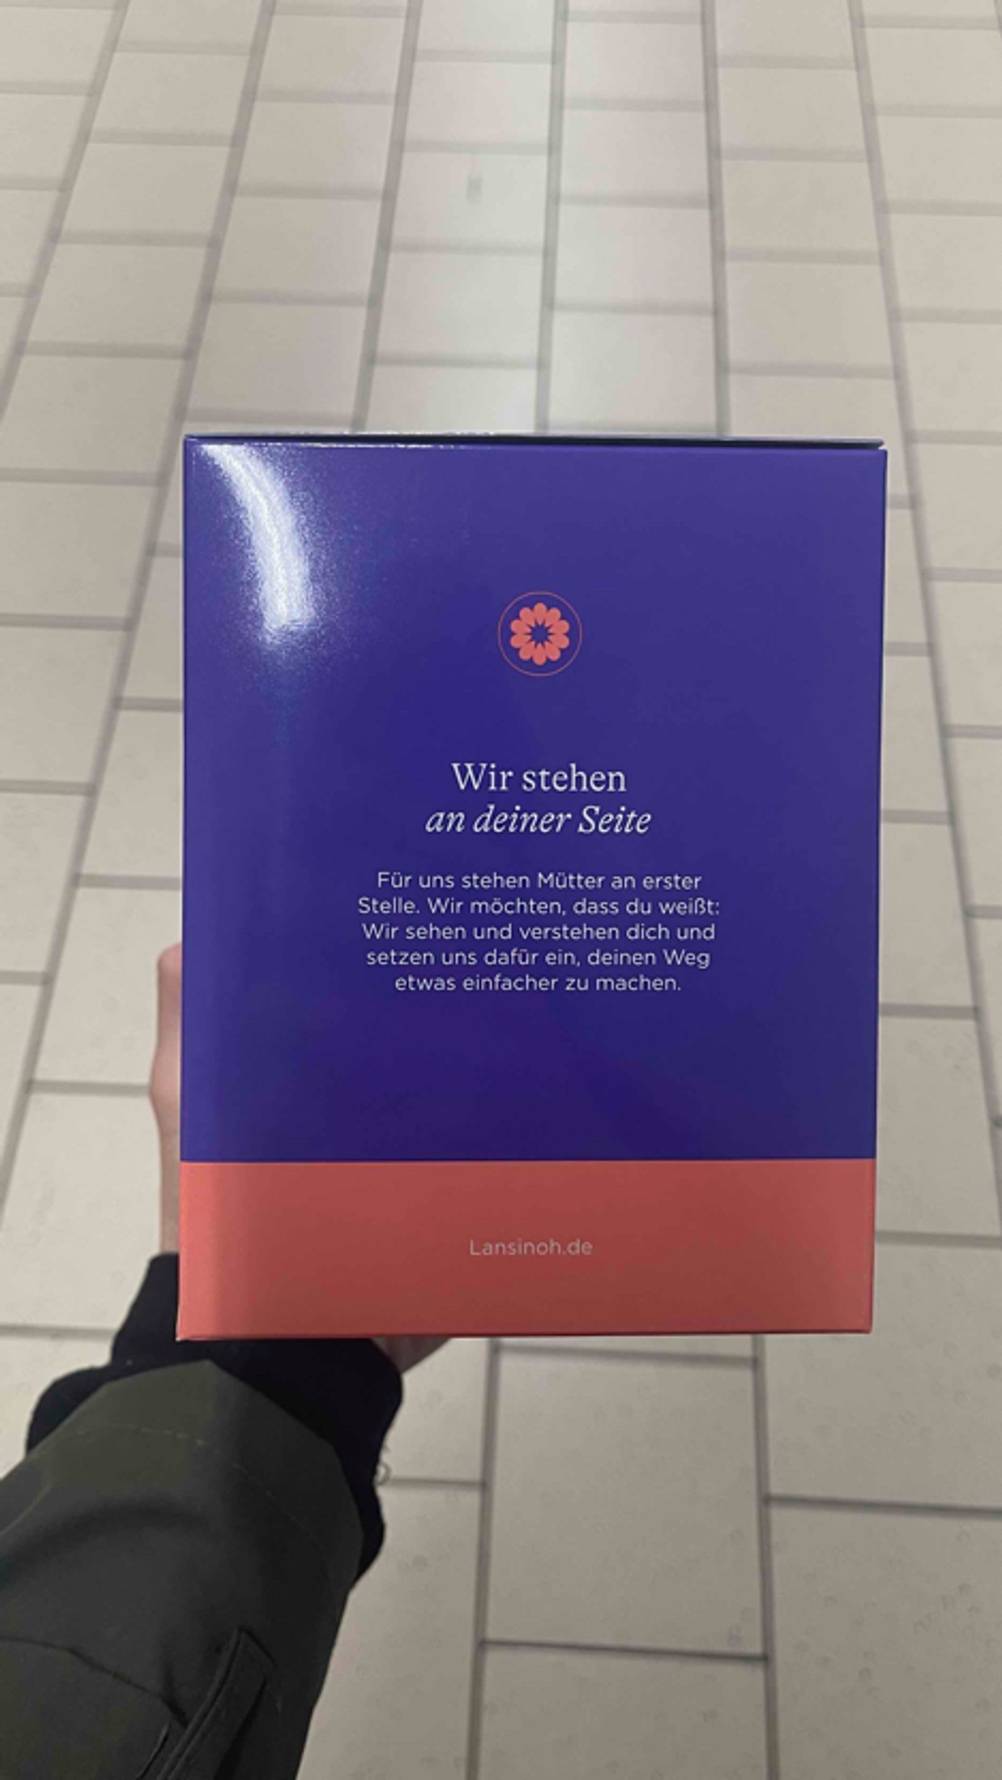 Wir stehen
an deiner Seite
Für uns stehen Mütter an erster
Stelle. Wir möchten, dass du weißt:
Wir sehen und verstehen dich und
setzen uns dafür ein, deinen Weg
etwas einfacher zu machen.
Lansinoh.de